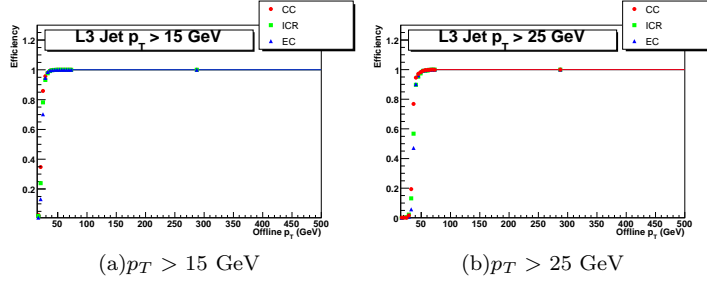 L3 Jet p_T > 15 GeV
CC
ICR
EC
Efficiency
1.2
1
0.8
0.6
0.4
0.2
50 100 150 200 250 300 350 400 450 500
Offline p_T (GeV)
(a) p_T > 15 GeV
L3 Jet p_T > 25 GeV
CC
ICR
EC
Efficiency
1.2
1
0.8
0.6
0.4
0.2
0
50 100 150 200 250 300 350 400 450 500
Offline p_T (GeV)
(b) p_T > 25 GeV